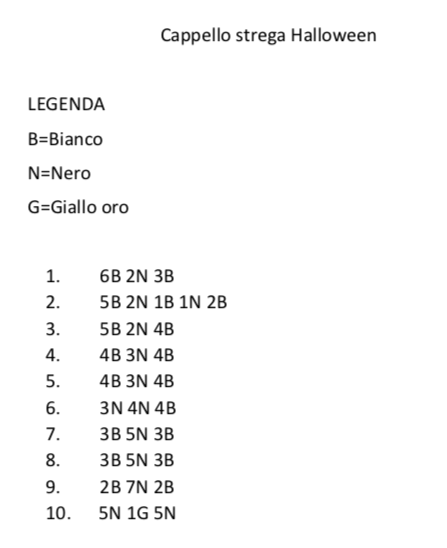 Cappello strega Halloween
LEGENDA
B=Bianco
N=Nero
G=Giallo oro
1. 6B 2N 3B
2. 5B 2N 1B 1N 2B
3. 5B 2N 4B
4. 4B 3N 4B
5. 4B 3N 4B
6. 3N 4N 4B
7. 3B 5N 3B
8. 3B 5N 3B
9. 2B 7N 2B
10. 5N 1G 5N